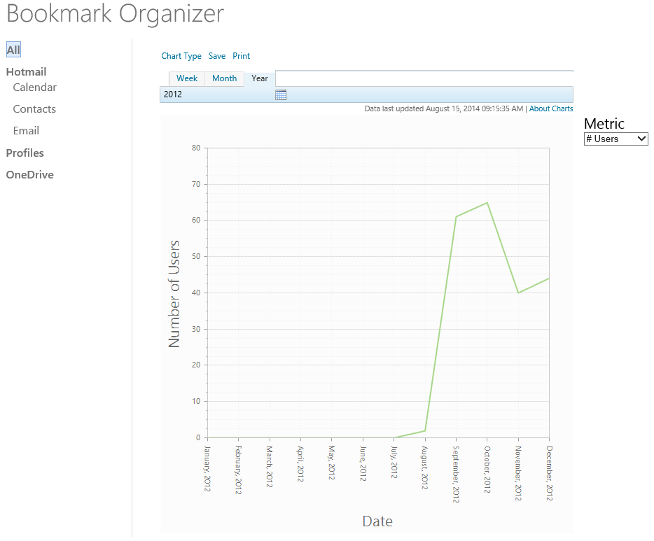 Bookmark Organizer
All
Hotmail
Calendar
Contacts
Email
Profiles
OneDrive
Chart Type Save Print
Week Month Year
2012
Data last updated August 15, 2014 09:15:35 AM | About Charts
Metric
# Users
80
70
60
50
40
30
20
10
0
Number of Users
January, 2012
February, 2012
March, 2012
April, 2012
May, 2012
June, 2012
July, 2012
August, 2012
September, 2012
October, 2012
November, 2012
December, 2012
Date